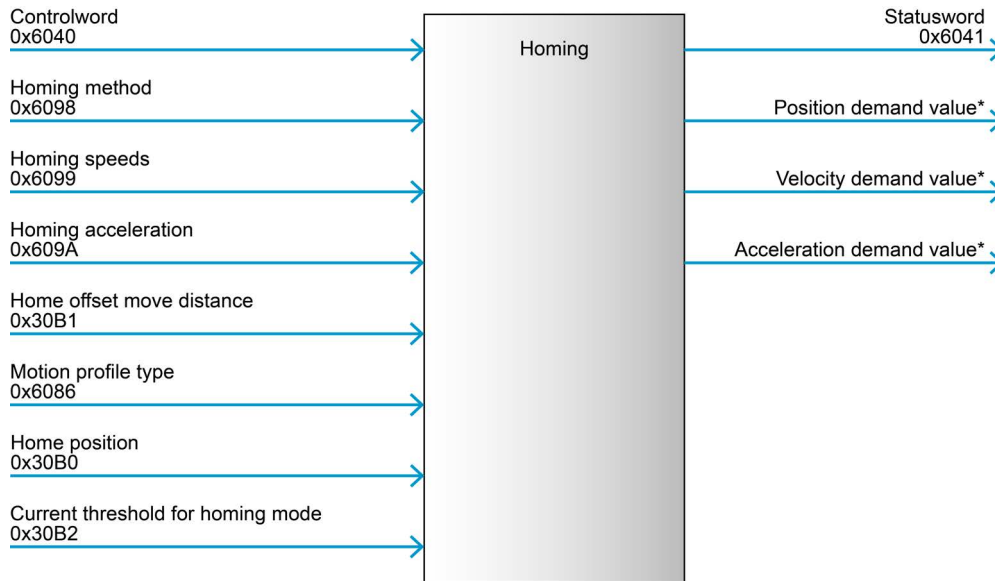 Controlword
0x6040
Homing method
0x6098
Homing speeds
0x6099
Homing acceleration
0x609A
Home offset move distance
0x30B1
Motion profile type
0x6086
Home position
0x30B0
Current threshold for homing mode
0x30B2
Homing
Statusword
0x6041
Position demand value*
Velocity demand value*
Acceleration demand value*